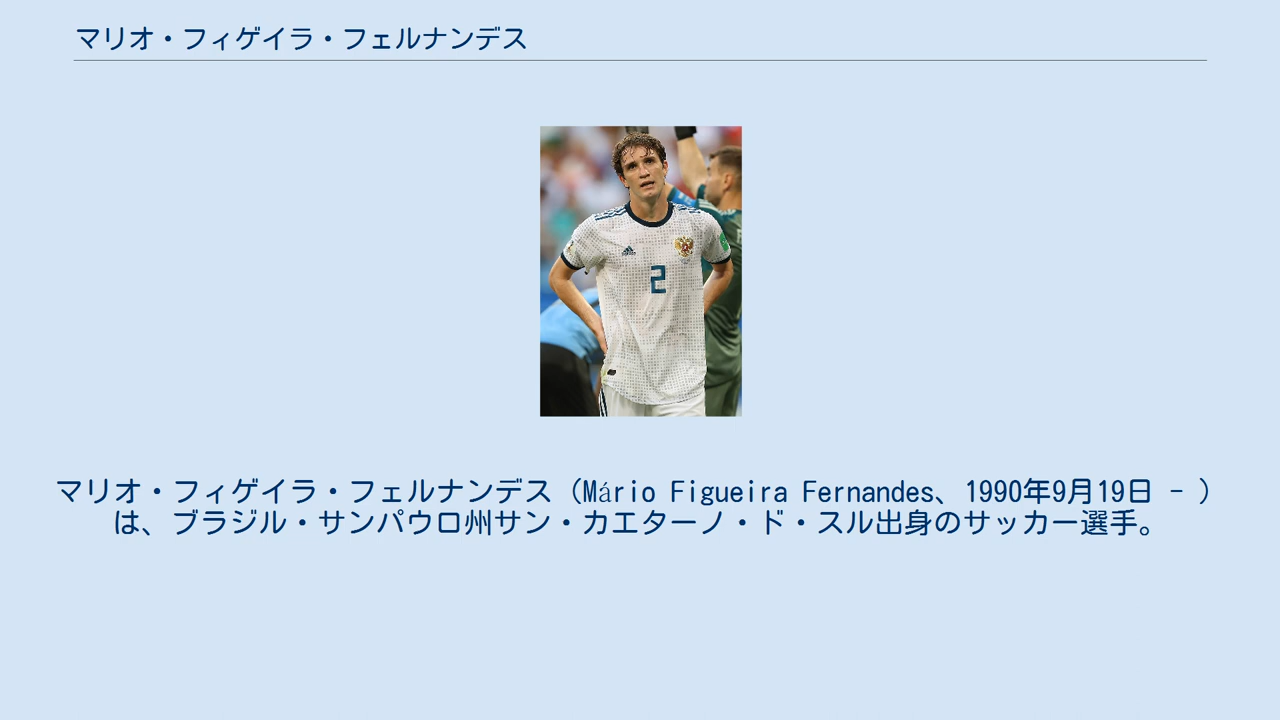 マリオ・フィゲイラ・フェルナンデス
2
マリオ・フィゲイラ・フェルナンデス（Mário Figueira Fernandes、1990年9月19日 - ）
は、ブラジル・サンパウロ州サン・カエターノ・ド・スル出身のサッカー選手。